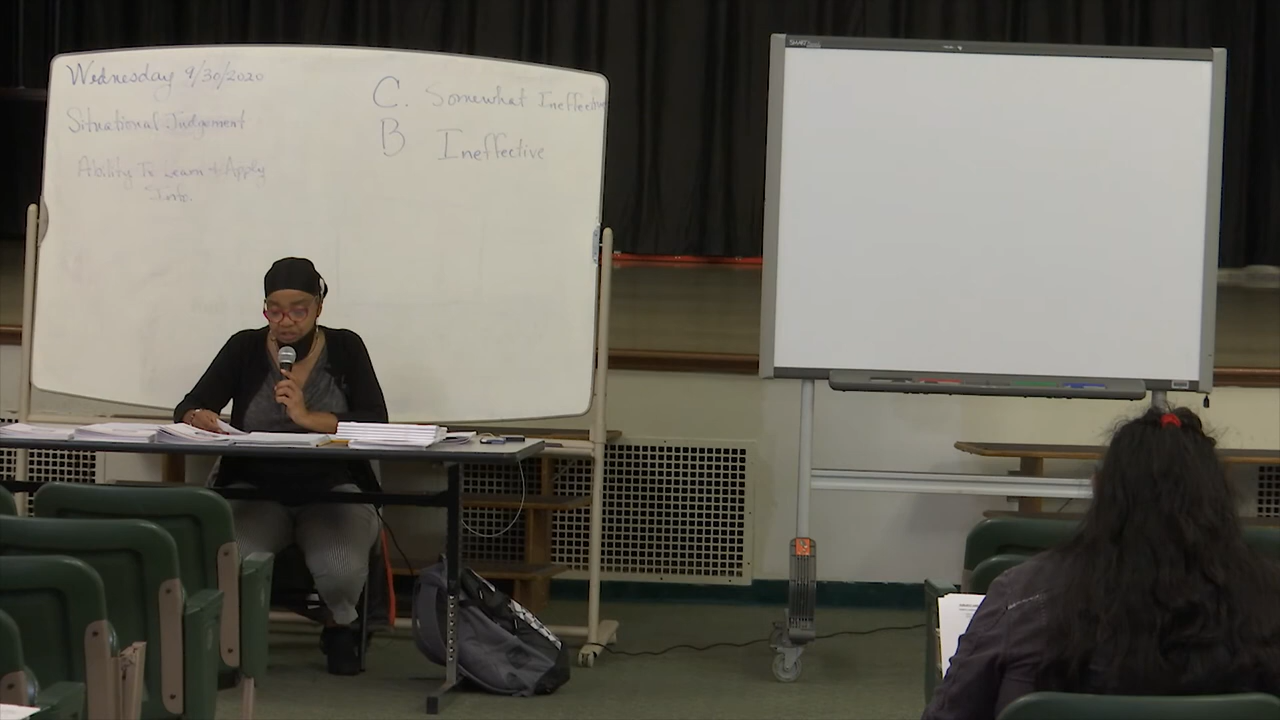 Wednesday 9/30/2020
Situational Judgement
Ability To Learn + Apply
Info.
C. Somewhat Ineffective
B Ineffective
SMART